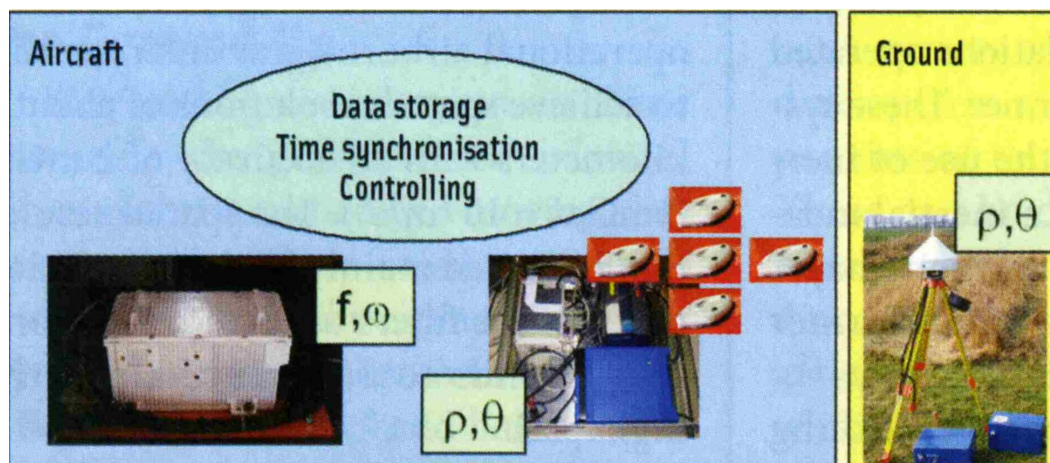 Aircraft
Data storage
Time synchronisation
Controlling
f,ω
ρ,θ
Ground
ρ,θ